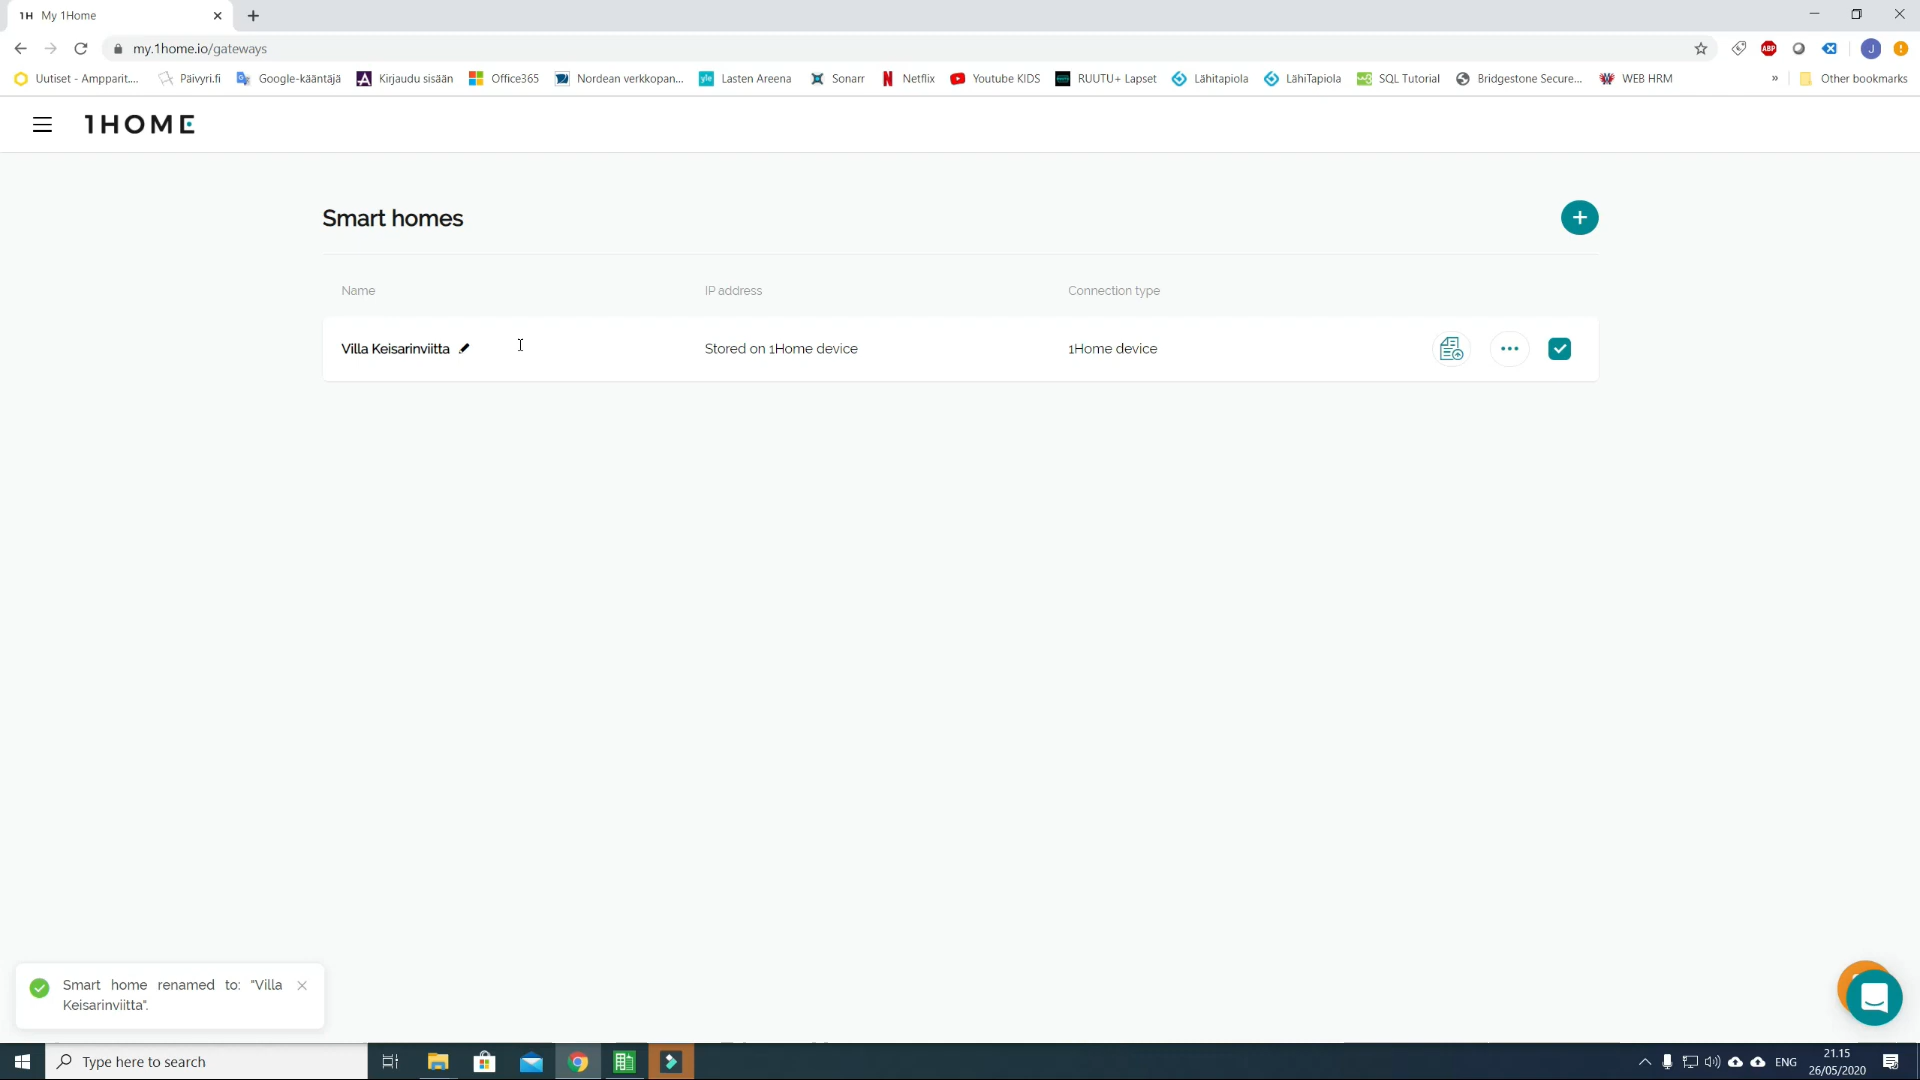 1H My 1Home
my.1home.io/gateways
ABP
J
Uutiset - Ampparit.... Päivyri.fi Google-kääntäjä Kirjaudu sisään Office365 Nordean verkkopan... yle Lasten Areena Sonarr Netflix Youtube KIDS RUUTU+ Lapset Lähitapiola LähiTapiola SQL Tutorial Bridgestone Secure... WEB HRM » Other bookmarks
1HOME
Smart homes
Name IP address Connection type
Villa Keisarinviitta Stored on 1Home device 1Home device
Smart home renamed to: "Villa
Keisarinviitta".
Type here to search
ENG
21.15
26/05/2020